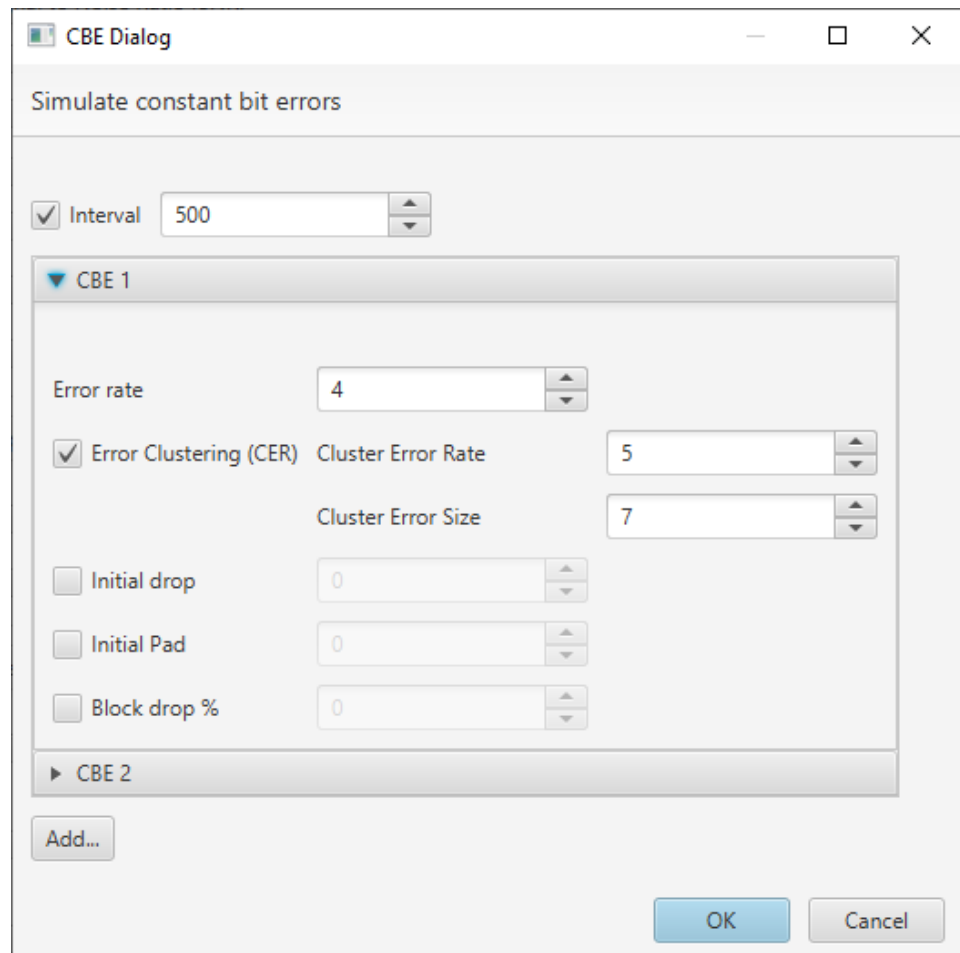 CBE Dialog
Simulate constant bit errors
Interval 500
CBE 1
Error rate 4
Error Clustering (CER) Cluster Error Rate 5
Cluster Error Size 7
Initial drop 0
Initial Pad 0
Block drop % 0
CBE 2
Add...
OK Cancel